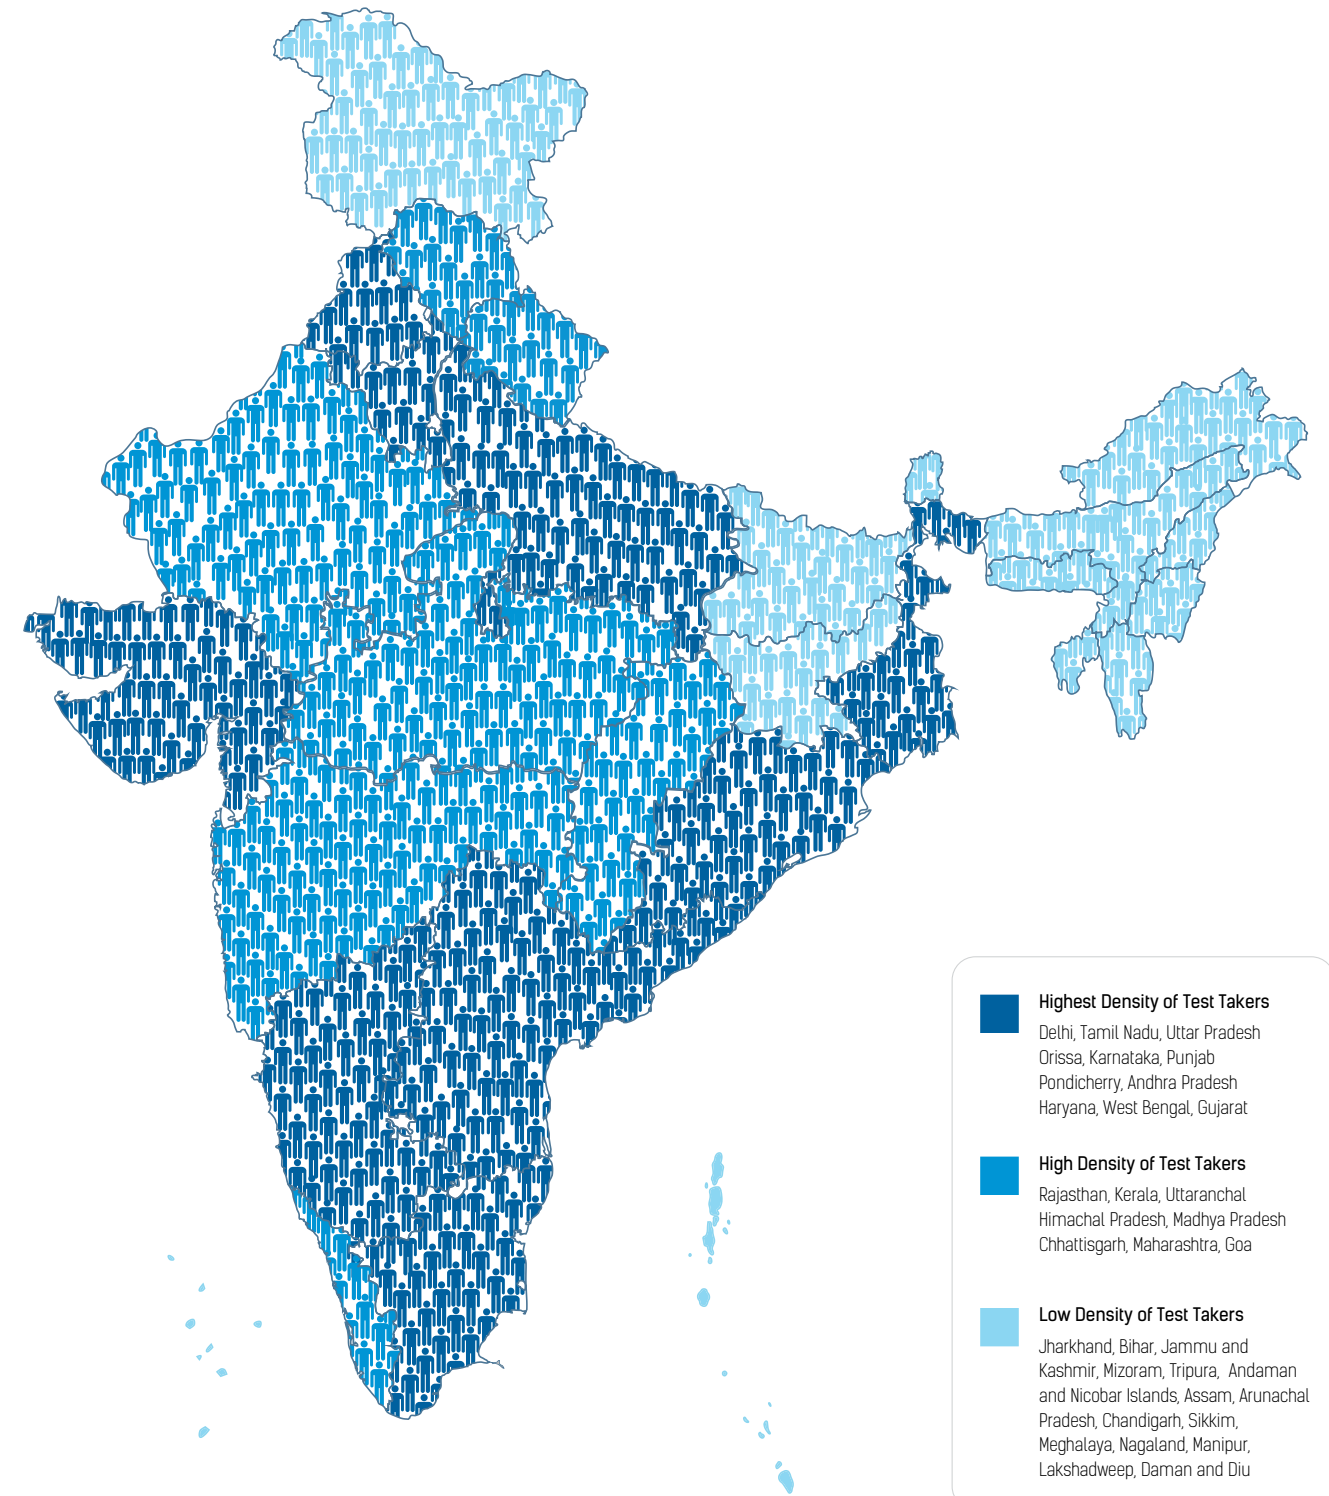 Highest Density of Test Takers
Delhi, Tamil Nadu, Uttar Pradesh
Orissa, Karnataka, Punjab
Pondicherry, Andhra Pradesh
Haryana, West Bengal, Gujarat
High Density of Test Takers
Rajasthan, Kerala, Uttaranchal
Himachal Pradesh, Madhya Pradesh
Chhattisgarh, Maharashtra, Goa
Low Density of Test Takers
Jharkhand, Bihar, Jammu and
Kashmir, Mizoram, Tripura, Andaman
and Nicobar Islands, Assam, Arunachal
Pradesh, Chandigarh, Sikkim,
Meghalaya, Nagaland, Manipur,
Lakshadweep, Daman and Diu